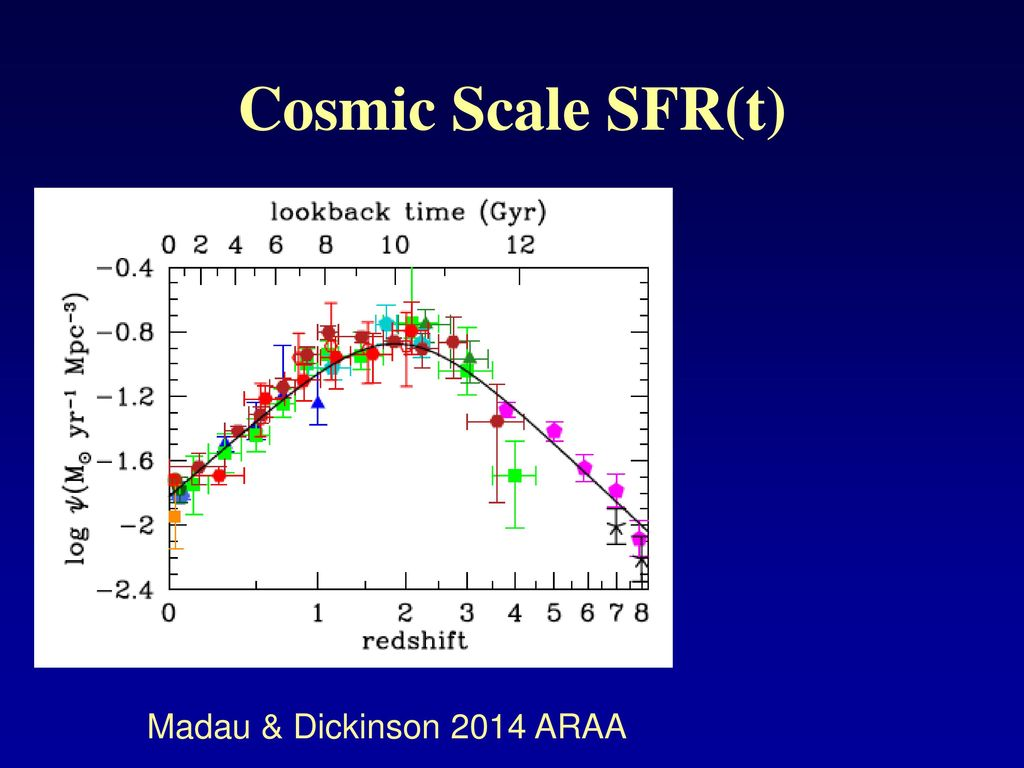 Cosmic Scale SFR(t)
lookback time (Gyr)
0 2 4 6 8 10 12
−0.4
−0.8
−1.2
−1.6
−2
−2.4
log ψ(M⊙ yr⁻¹ Mpc⁻³)
0 1 2 3 4 5 6 7 8
redshift
Madau & Dickinson 2014 ARAA